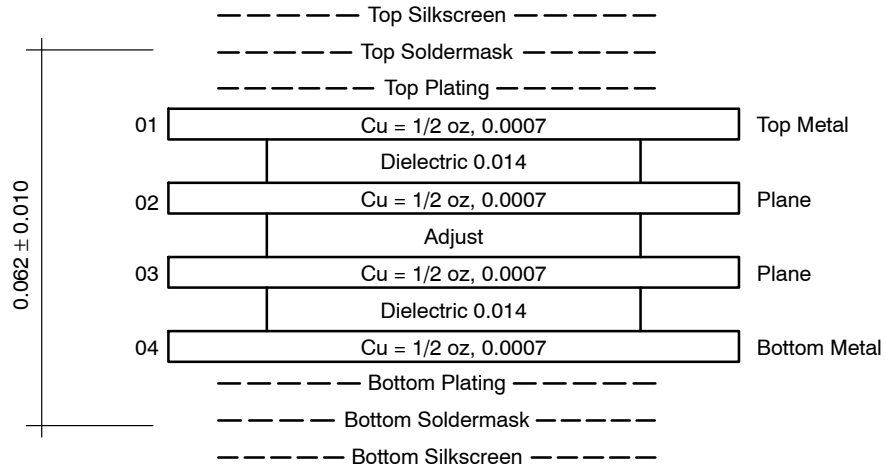 Top Silkscreen
Top Soldermask
Top Plating
01 Cu = 1/2 oz, 0.0007 Top Metal
Dielectric 0.014
02 Cu = 1/2 oz, 0.0007 Plane
Adjust
0.062 ± 0.010
03 Cu = 1/2 oz, 0.0007 Plane
Dielectric 0.014
04 Cu = 1/2 oz, 0.0007 Bottom Metal
Bottom Plating
Bottom Soldermask
Bottom Silkscreen